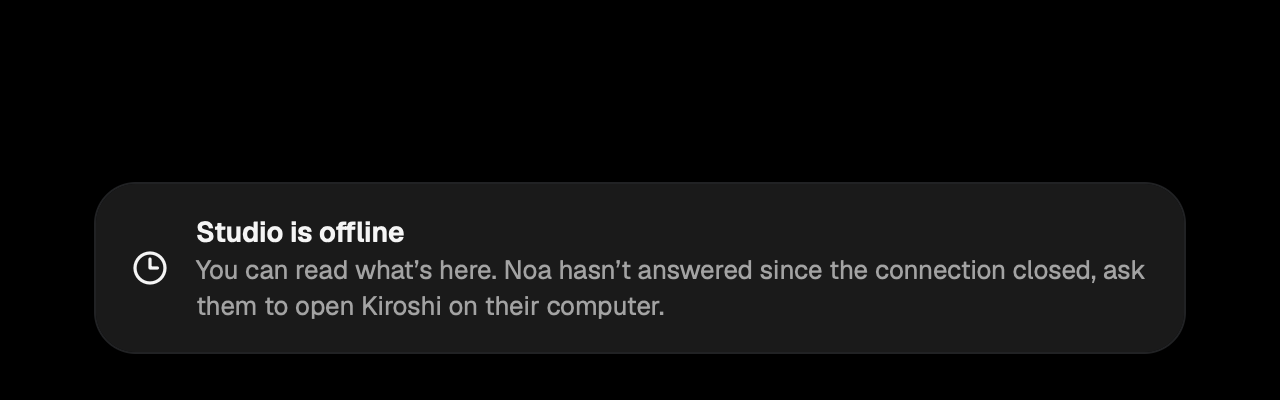 Studio is offline
You can read what’s here. Noa hasn’t answered since the connection closed, ask
them to open Kiroshi on their computer.